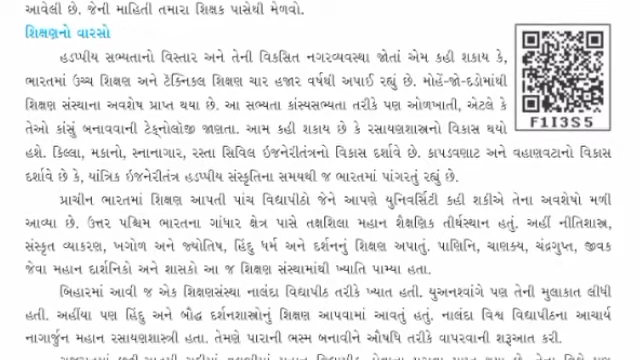 આવેલી છે. જેની માહિતી તમારા શિક્ષક પાસેથી મેળવો.
શિક્ષણનો વારસો
હડપ્પીય સભ્યતાનો વિસ્તાર અને તેની વિકસિત નગરવ્યવસ્થા જોતાં એમ કહી શકાય કે,
ભારતમાં ઉચ્ચ શિક્ષણ અને ટૅક્નિકલ શિક્ષણ ચાર હજાર વર્ષથી અપાઈ રહ્યું છે. મોહેં-જો-દડોમાંથી
શિક્ષણ સંસ્થાના અવશેષ પ્રાપ્ત થયા છે. આ સભ્યતા કાંસ્યસભ્યતા તરીકે પણ ઓળખાતી, એટલે કે
તેઓ કાંસું બનાવવાની ટેક્નોલૉજી જાણતા. આમ કહી શકાય છે કે રસાયણશાસ્ત્રનો વિકાસ થયો
F1I3S5
હશે. કિલ્લા, મકાનો, સ્નાનાગાર, રસ્તા સિવિલ ઇજનેરીતંત્રનો વિકાસ દર્શાવે છે. કાપડવણાટ અને વહાણવટાનો વિકાસ
દર્શાવે છે કે, યાંત્રિક ઇજનેરીતંત્ર હડપ્પીય સંસ્કૃતિના સમયથી જ ભારતમાં પાંગરતું રહ્યું છે.
પ્રાચીન ભારતમાં શિક્ષણ આપતી પાંચ વિદ્યાપીઠો જેને આપણે યુનિવર્સિટી કહી શકીએ તેના અવશેષો મળી
આવ્યા છે. ઉત્તર પશ્ચિમ ભારતના ગાંધાર ક્ષેત્ર પાસે તક્ષશિલા મહાન શૈક્ષણિક તીર્થસ્થાન હતું. અહીં નીતિશાસ્ત્ર,
સંસ્કૃત વ્યાકરણ, ખગોળ અને જ્યોતિષ, હિંદુ ધર્મ અને દર્શનનું શિક્ષણ અપાતું. પાણિનિ, ચાણક્ય, ચંદ્રગુપ્ત, જીવક
જેવા મહાન દાર્શનિકો અને શાસકો આ જ શિક્ષણ સંસ્થામાંથી ખ્યાતિ પામ્યા હતા.
બિહારમાં આવી જ એક શિક્ષણસંસ્થા નાલંદા વિદ્યાપીઠ તરીકે ખ્યાત હતી. યુઅનશ્વાંગે પણ તેની મુલાકાત લીધી
હતી. અહીંયા પણ હિંદુ અને બૌદ્ધ દર્શનશાસ્ત્રોનું શિક્ષણ આપવામાં આવતું હતું. નાલંદા વિશ્વ વિદ્યાપીઠના આચાર્ય
નાગાર્જુન મહાન રસાયણશાસ્ત્રી હતા. તેમણે પારાની ભસ્મ બનાવીને ઔષધિ તરીકે વાપરવાની શરૂઆત કરી.